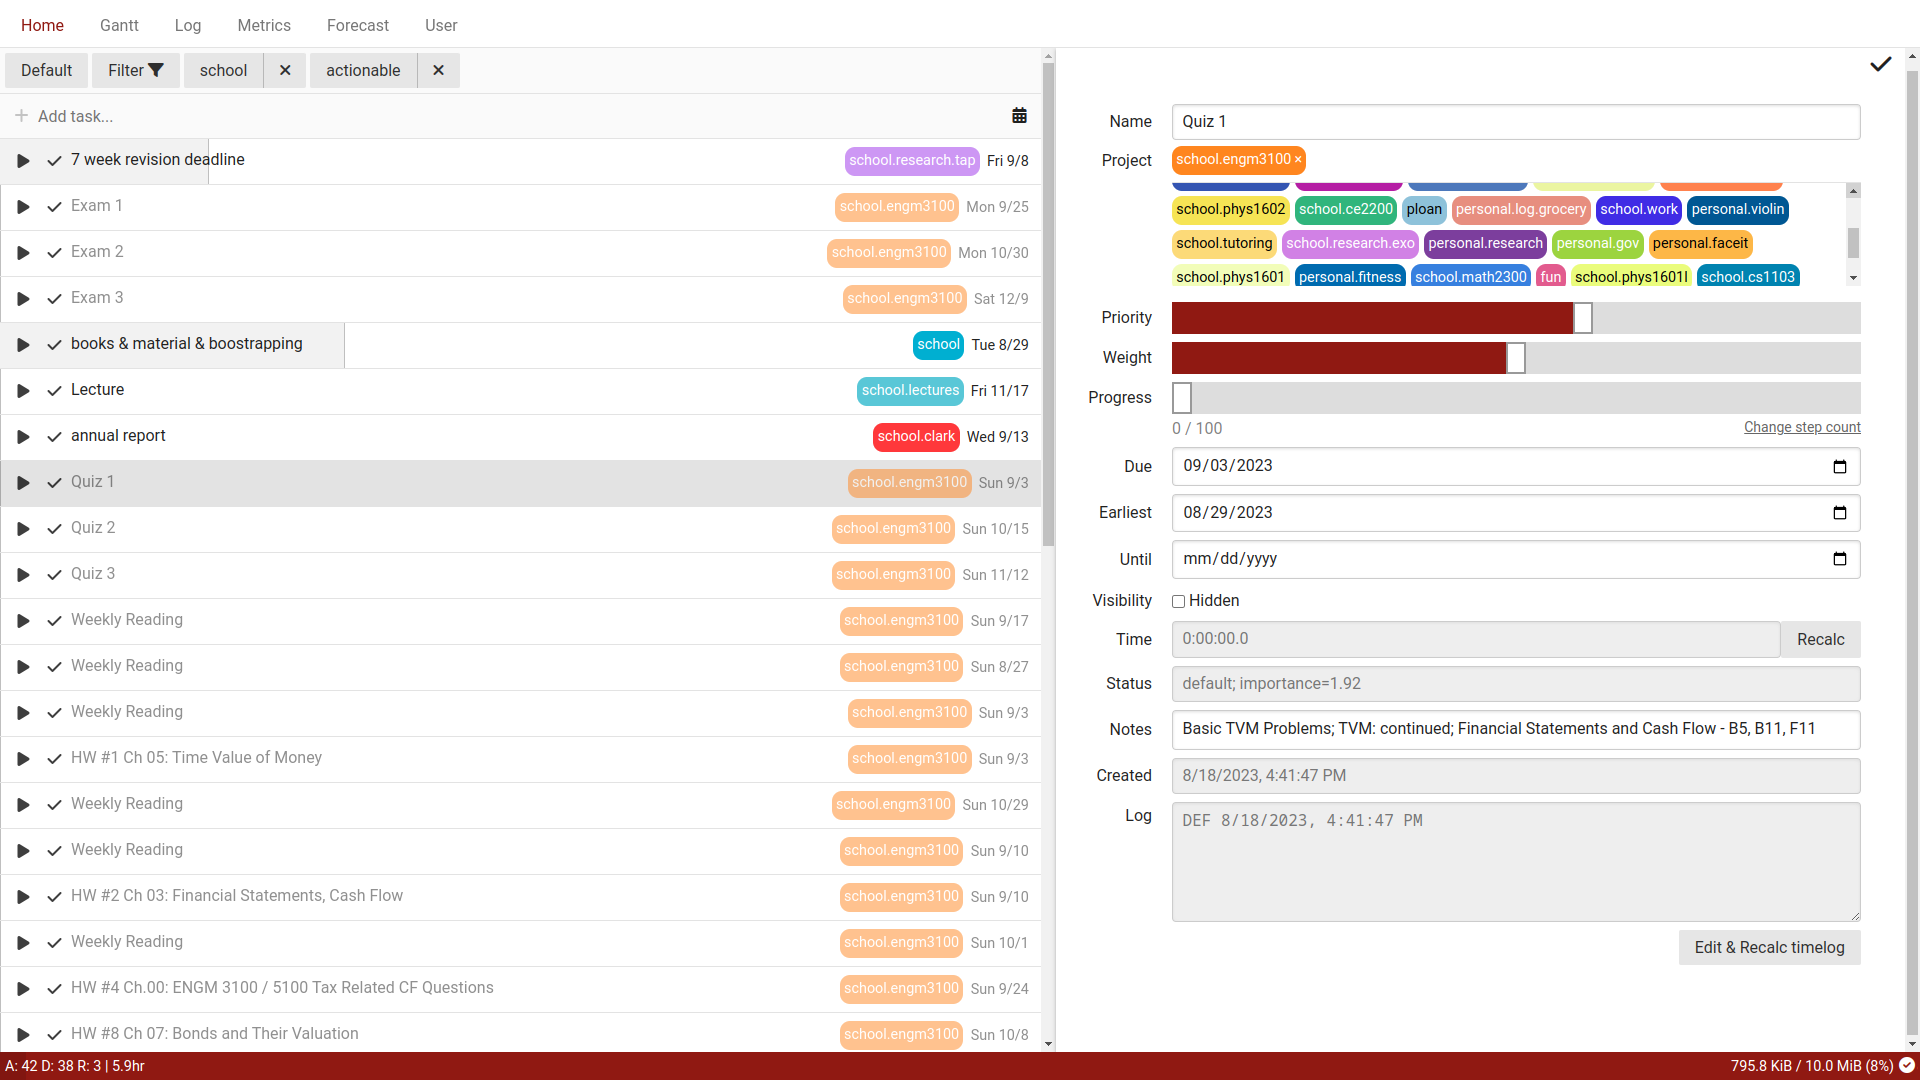 Home Gantt Log Metrics Forecast User
Default Filter school × actionable ×
Add task...
7 week revision deadline school.research.tap Fri 9/8
Exam 1 school.engm3100 Mon 9/25
Exam 2 school.engm3100 Mon 10/30
Exam 3 school.engm3100 Sat 12/9
books & material & boostrapping school Tue 8/29
Lecture school.lectures Fri 11/17
annual report school.clark Wed 9/13
Quiz 1 school.engm3100 Sun 9/3
Quiz 2 school.engm3100 Sun 10/15
Quiz 3 school.engm3100 Sun 11/12
Weekly Reading school.engm3100 Sun 9/17
Weekly Reading school.engm3100 Sun 8/27
Weekly Reading school.engm3100 Sun 9/3
HW #1 Ch 05: Time Value of Money school.engm3100 Sun 9/3
Weekly Reading school.engm3100 Sun 10/29
Weekly Reading school.engm3100 Sun 9/10
HW #2 Ch 03: Financial Statements, Cash Flow school.engm3100 Sun 9/10
Weekly Reading school.engm3100 Sun 10/1
HW #4 Ch.00: ENGM 3100 / 5100 Tax Related CF Questions school.engm3100 Sun 9/24
HW #8 Ch 07: Bonds and Their Valuation school.engm3100 Sun 10/8
Name Quiz 1
Project school.engm3100 ×
school.phys1602 school.ce2200 ploan personal.log.grocery school.work personal.violin
school.tutoring school.research.exo personal.research personal.gov personal.faceit
school.phys1601 personal.fitness school.math2300 fun school.phys1601l school.cs1103
Priority
Weight
Progress
0 / 100 Change step count
Due 09/03/2023
Earliest 08/29/2023
Until mm/dd/yyyy
Visibility Hidden
Time 0:00:00.0 Recalc
Status default; importance=1.92
Notes Basic TVM Problems; TVM: continued; Financial Statements and Cash Flow - B5, B11, F11
Created 8/18/2023, 4:41:47 PM
Log DEF 8/18/2023, 4:41:47 PM
Edit & Recalc timelog
A: 42 D: 38 R: 3 | 5.9hr 795.8 KiB / 10.0 MiB (8%)